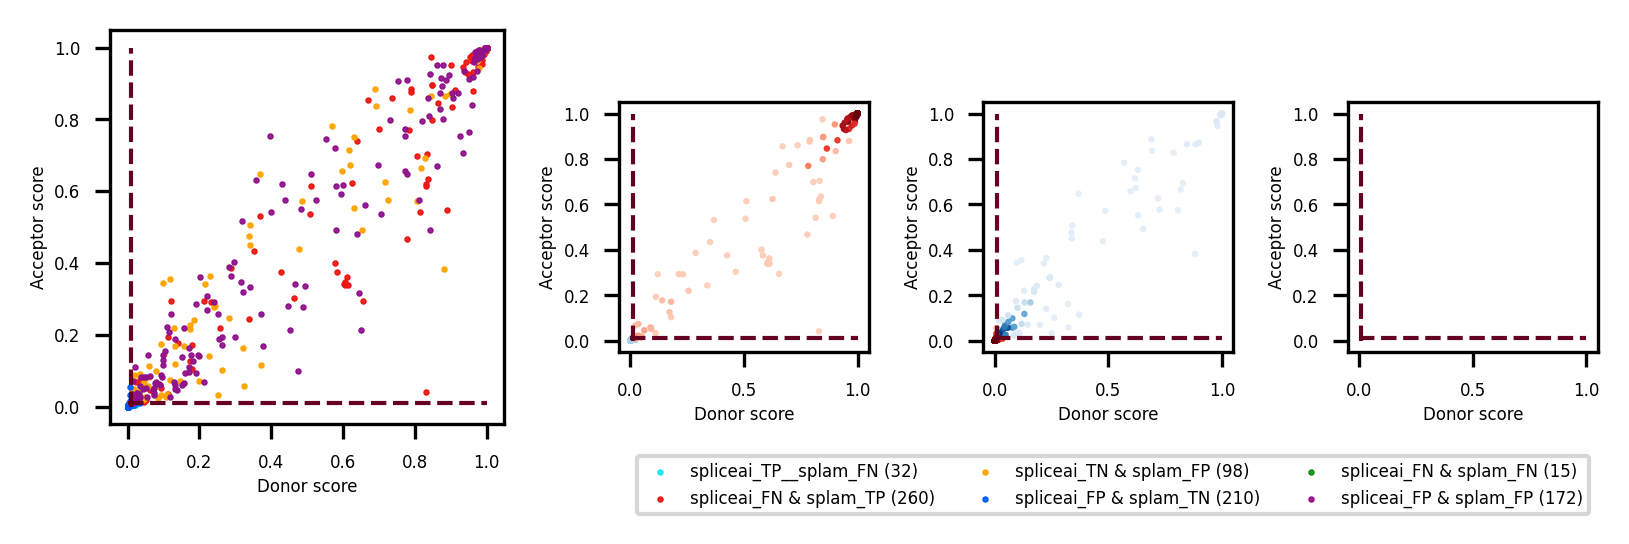 1.0
0.8
0.6
0.4
0.2
0.0
Acceptor score
0.0 0.2 0.4 0.6 0.8 1.0
Donor score
1.0
0.8
0.6
0.4
0.2
0.0
Acceptor score
0.0 0.5 1.0
Donor score
1.0
0.8
0.6
0.4
0.2
0.0
Acceptor score
0.0 0.5 1.0
Donor score
1.0
0.8
0.6
0.4
0.2
0.0
Acceptor score
0.0 0.5 1.0
Donor score
spliceai_TP__splam_FN (32)
spliceai_FN & splam_TP (260)
spliceai_TN & splam_FP (98)
spliceai_FP & splam_TN (210)
spliceai_FN & splam_FN (15)
spliceai_FP & splam_FP (172)